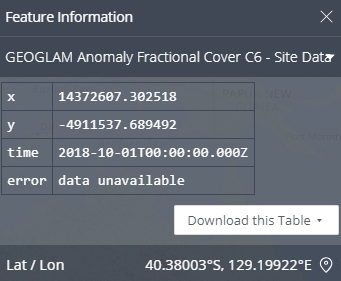 Feature Information
GEOGLAM Anomaly Fractional Cover C6 - Site Data
x 14372607.302518
y -4911537.689492
time 2018-10-01T00:00:00.000Z
error data unavailable
Download this Table
Lat / Lon 40.38003°S, 129.19922°E